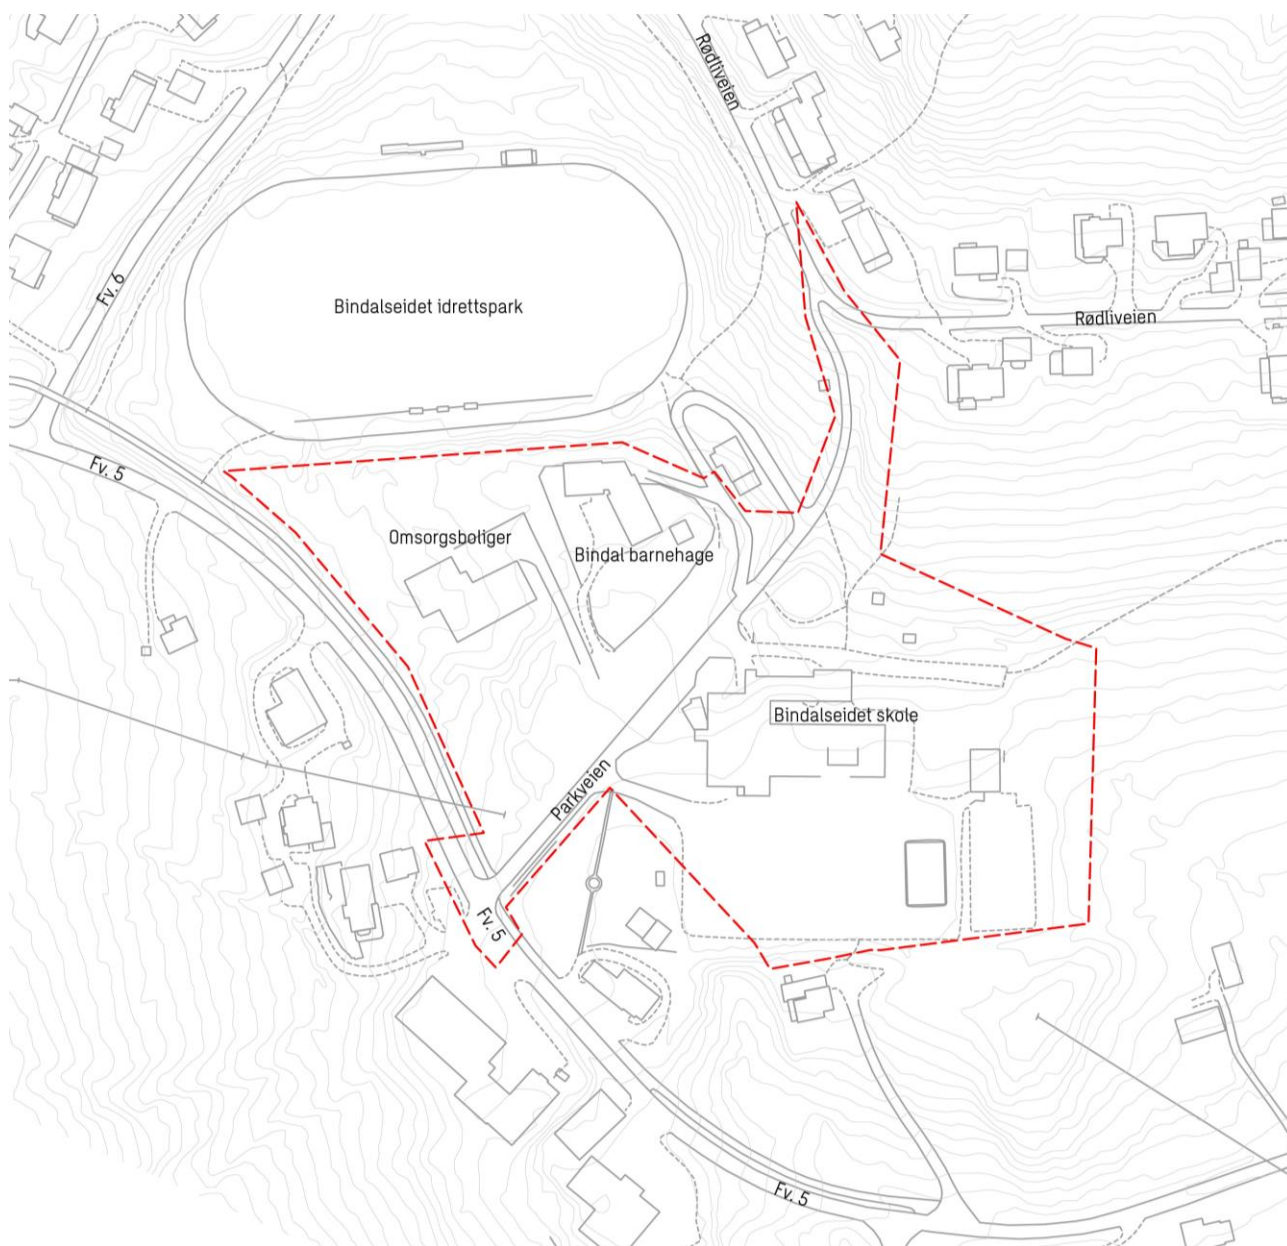 Rødliveien
Fv. 6
Bindalseidet idrettspark
Rødliveien
Fv. 5
Omsorgsboliger
Bindal barnehage
Bindalseidet skole
Parkveien
Fv. 5
Fv. 5